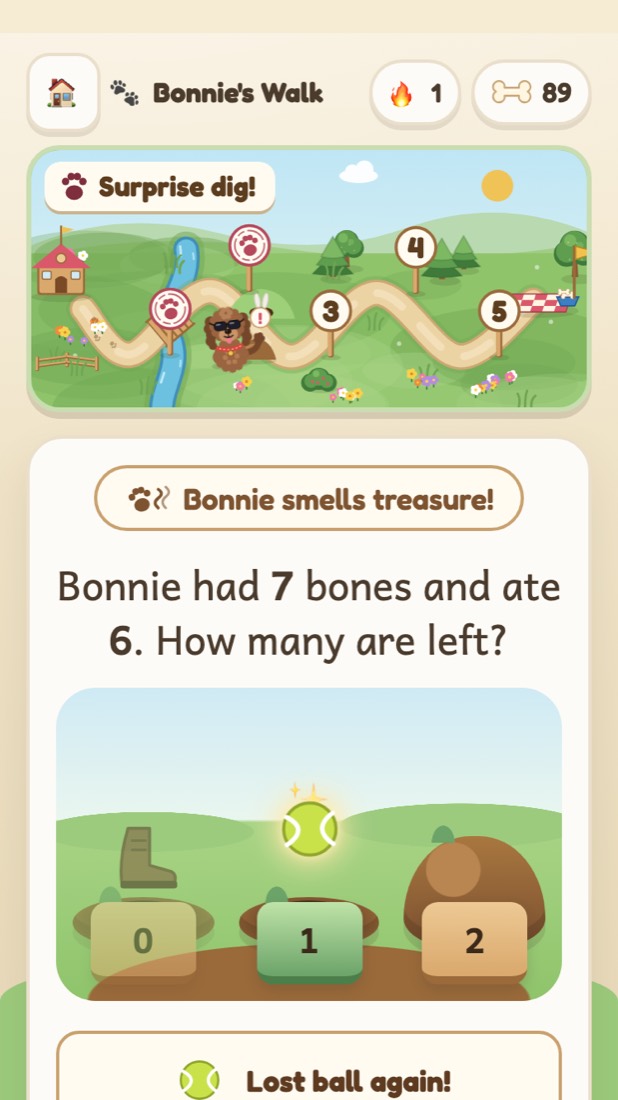 Bonnie's Walk
1
89
Surprise dig!
4
3
!
5
Bonnie smells treasure!
Bonnie had 7 bones and ate
6. How many are left?
0
1
2
Lost ball again!